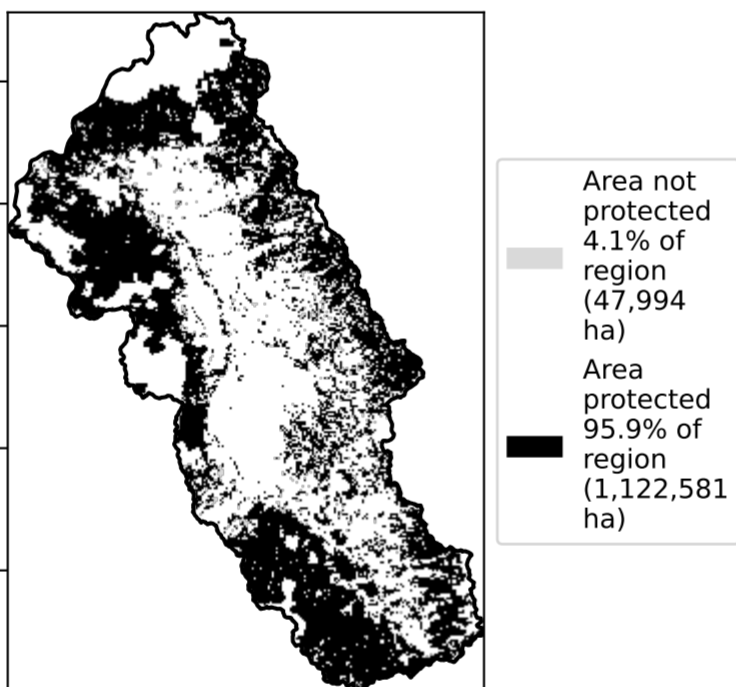 Area not
protected
4.1% of
region
(47,994
ha)
Area
protected
95.9% of
region
(1,122,581
ha)